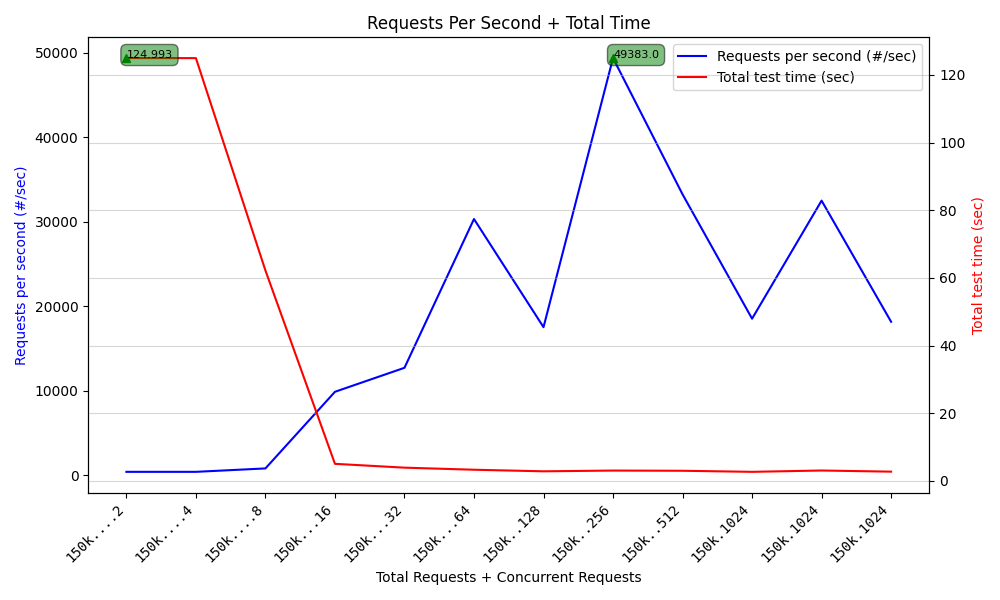 Requests Per Second + Total Time
124.993
49383.0
Requests per second (#/sec)
Total test time (sec)
50000
40000
30000
20000
10000
0
Requests per second (#/sec)
120
100
80
60
40
20
0
Total test time (sec)
150k....2
150k....4
150k....8
150k...16
150k...32
150k...64
150k..128
150k..256
150k..512
150k.1024
150k.1024
150k.1024
Total Requests + Concurrent Requests